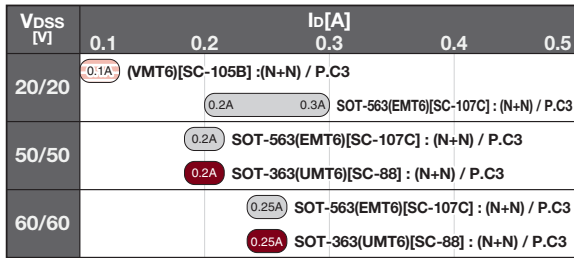 VDSS [V]
ID[A]
0.1 0.2 0.3 0.4 0.5
20/20
0.1A (VMT6)[SC-105B] :(N+N) / P.C3
0.2A 0.3A SOT-563(EMT6)[SC-107C] : (N+N) / P.C3
50/50
0.2A SOT-563(EMT6)[SC-107C] : (N+N) / P.C3
0.2A SOT-363(UMT6)[SC-88] : (N+N) / P.C3
60/60
0.25A SOT-563(EMT6)[SC-107C] : (N+N) / P.C3
0.25A SOT-363(UMT6)[SC-88] : (N+N) / P.C3